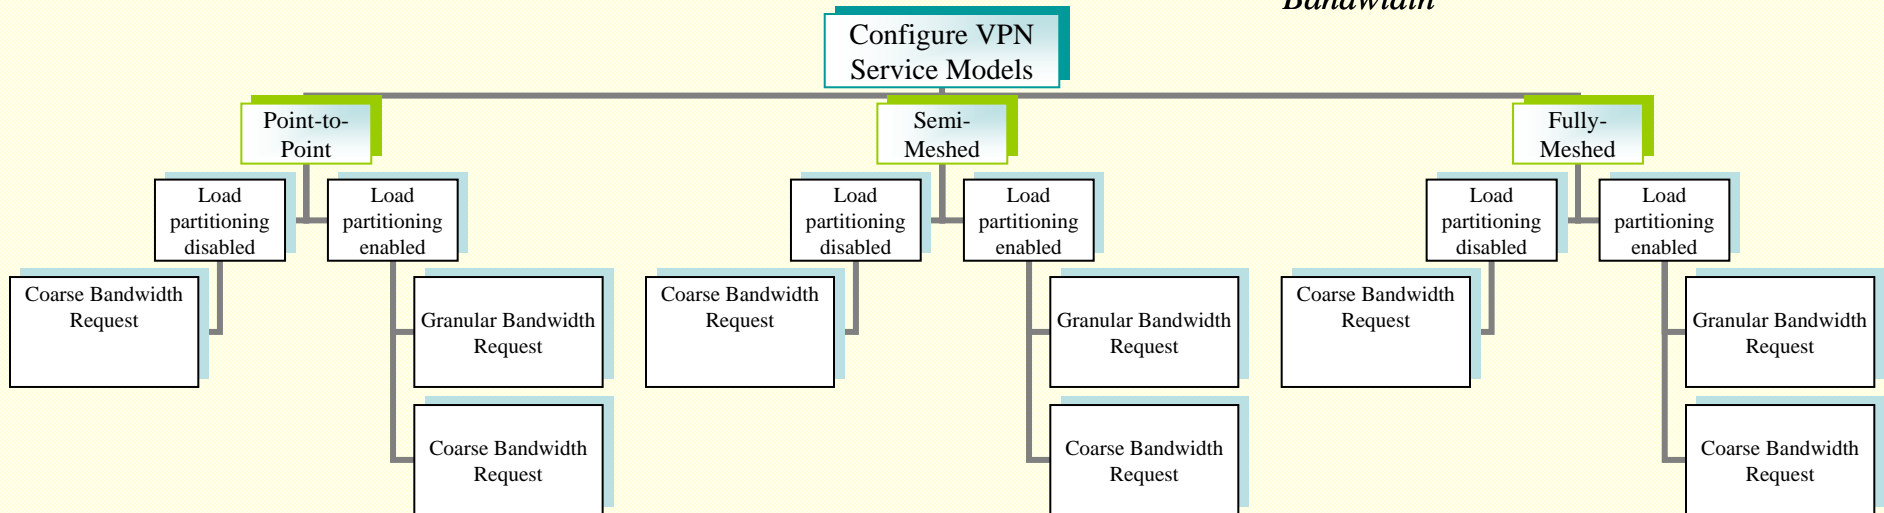 Bandwidth
Configure VPN
Service Models
Point-to-
Point
Semi-
Meshed
Fully-
Meshed
Load
partitioning
disabled
Load
partitioning
enabled
Load
partitioning
disabled
Load
partitioning
enabled
Load
partitioning
disabled
Load
partitioning
enabled
Coarse Bandwidth
Request
Granular Bandwidth
Request
Coarse Bandwidth
Request
Granular Bandwidth
Request
Coarse Bandwidth
Request
Granular Bandwidth
Request
Coarse Bandwidth
Request
Coarse Bandwidth
Request
Coarse Bandwidth
Request